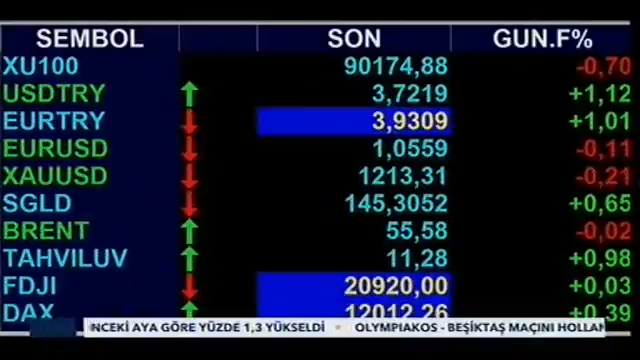 SEMBOL SON GUN.F%
XU100 90174,88 -0,70
USDTRY 3,7219 +1,12
EURTRY 3,9309 +1,01
EURUSD 1,0559 -0,11
XAUUSD 1213,31 -0,21
SGLD 145,3052 +0,65
BRENT 55,58 -0,02
TAHVILUV 11,28 +0,98
FDJI 20920,00 +0,03
DAX 12012,26 +0,39
NCEKİ AYA GÖRE YÜZDE 1,3 YÜKSELDİ • OLYMPIAKOS - BEŞİKTAŞ MAÇINI HOLLAN